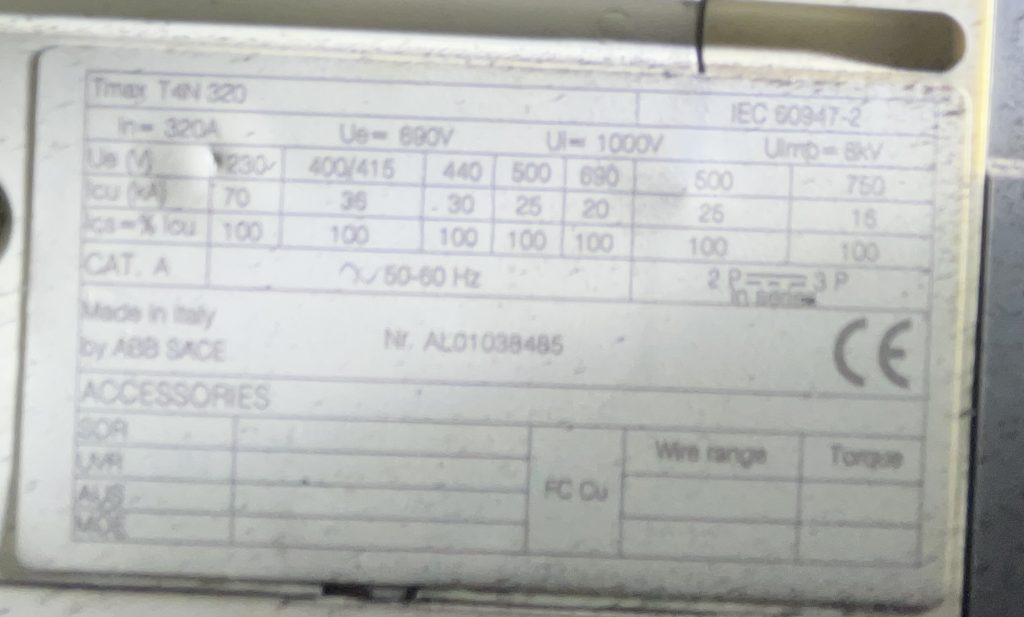 Tmax T4N 320 IEC 60947-2
In= 320A Ue= 690V Ui= 1000V Uimp= 8kV
Ue (V) 230 400/415 440 500 690 500 750
Icu (kA) 70 36 30 25 20 25 16
Ics=% Icu 100 100 100 100 100 100 100
CAT. A 50-60 Hz 2 P 3 P
in series
Made in Italy
by ABB SACE
Nr. AL01038485
CE
ACCESSORIES
SOR
UVR
AUS
MOE
FC Cu
Wire range Torque